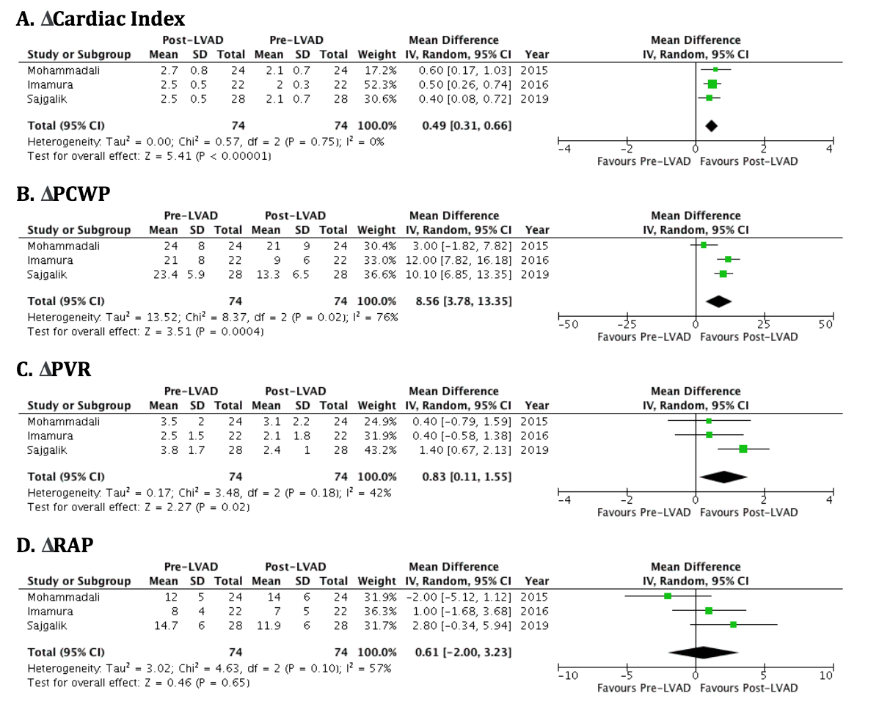 A. ΔCardiac Index
Post-LVAD Pre-LVAD Mean Difference Mean Difference
Study or Subgroup Mean SD Total Mean SD Total Weight IV, Random, 95% CI Year IV, Random, 95% CI
Mohammadali 2.7 0.8 24 2.1 0.7 24 17.2% 0.60 [0.17, 1.03] 2015
Imamura 2.5 0.5 22 2 0.3 22 52.3% 0.50 [0.26, 0.74] 2016
Sajgalik 2.5 0.5 28 2.1 0.7 28 30.6% 0.40 [0.08, 0.72] 2019
Total (95% CI) 74 74 100.0% 0.49 [0.31, 0.66]
Heterogeneity: Tau² = 0.00; Chi² = 0.57, df = 2 (P = 0.75); I² = 0%
Test for overall effect: Z = 5.41 (P < 0.00001)
-4 -2 0 2 4
Favours Pre-LVAD Favours Post-LVAD
B. ΔPCWP
Pre-LVAD Post-LVAD Mean Difference Mean Difference
Study or Subgroup Mean SD Total Mean SD Total Weight IV, Random, 95% CI Year IV, Random, 95% CI
Mohammadali 24 8 24 21 9 24 30.4% 3.00 [-1.82, 7.82] 2015
Imamura 21 8 22 9 6 22 33.0% 12.00 [7.82, 16.18] 2016
Sajgalik 23.4 5.9 28 13.3 6.5 28 36.6% 10.10 [6.85, 13.35] 2019
Total (95% CI) 74 74 100.0% 8.56 [3.78, 13.35]
Heterogeneity: Tau² = 13.52; Chi² = 8.37, df = 2 (P = 0.02); I² = 76%
Test for overall effect: Z = 3.51 (P = 0.0004)
-50 -25 0 25 50
Favours Pre-LVAD Favours Post-LVAD
C. ΔPVR
Pre-LVAD Post-LVAD Mean Difference Mean Difference
Study or Subgroup Mean SD Total Mean SD Total Weight IV, Random, 95% CI Year IV, Random, 95% CI
Mohammadali 3.5 2 24 3.1 2.2 24 24.9% 0.40 [-0.79, 1.59] 2015
Imamura 2.5 1.5 22 2.1 1.8 22 31.9% 0.40 [-0.58, 1.38] 2016
Sajgalik 3.8 1.7 28 2.4 1 28 43.2% 1.40 [0.67, 2.13] 2019
Total (95% CI) 74 74 100.0% 0.83 [0.11, 1.55]
Heterogeneity: Tau² = 0.17; Chi² = 3.48, df = 2 (P = 0.18); I² = 42%
Test for overall effect: Z = 2.27 (P = 0.02)
-4 -2 0 2 4
Favours Pre-LVAD Favours Post-LVAD
D. ΔRAP
Pre-LVAD Post-LVAD Mean Difference Mean Difference
Study or Subgroup Mean SD Total Mean SD Total Weight IV, Random, 95% CI Year IV, Random, 95% CI
Mohammadali 12 5 24 14 6 24 31.9% -2.00 [-5.12, 1.12] 2015
Imamura 8 4 22 7 5 22 36.3% 1.00 [-1.68, 3.68] 2016
Sajgalik 14.7 6 28 11.9 6 28 31.7% 2.80 [-0.34, 5.94] 2019
Total (95% CI) 74 74 100.0% 0.61 [-2.00, 3.23]
Heterogeneity: Tau² = 3.02; Chi² = 4.63, df = 2 (P = 0.10); I² = 57%
Test for overall effect: Z = 0.46 (P = 0.65)
-10 -5 0 5 10
Favours Pre-LVAD Favours Post-LVAD